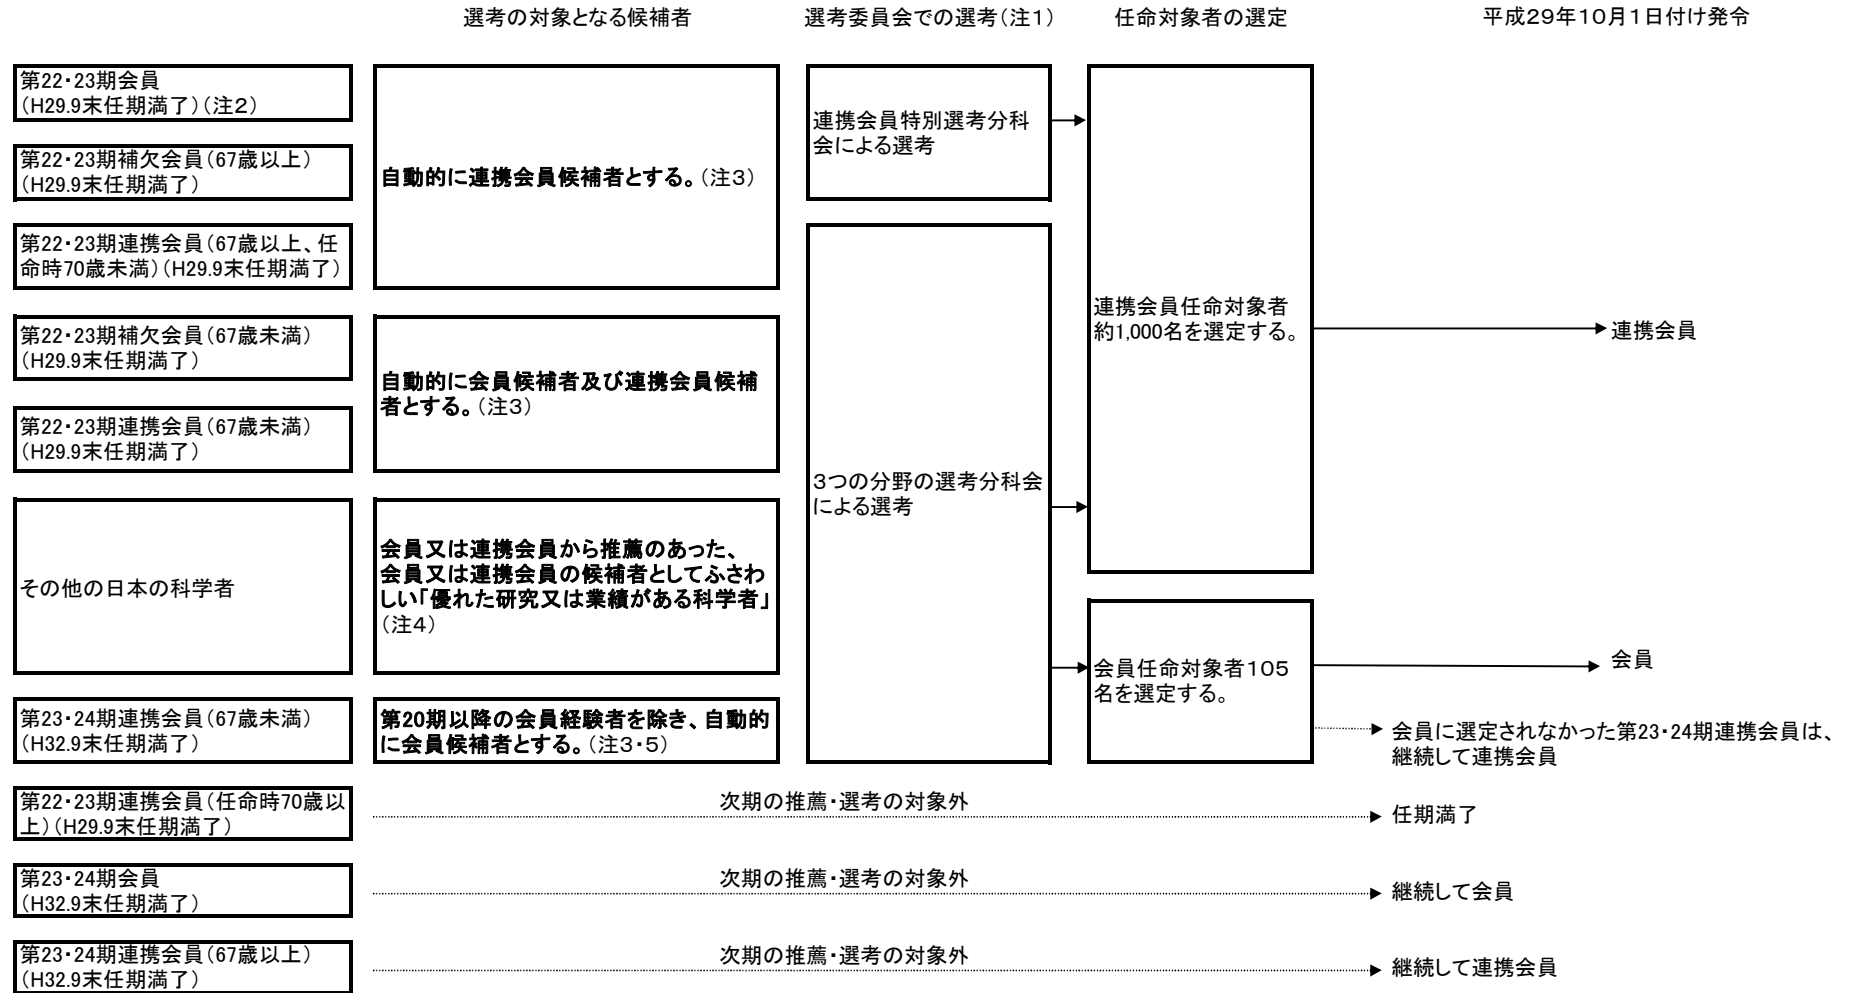 選考の対象となる候補者
選考委員会での選考（注１）
任命対象者の選定
平成２９年１０月１日付け発令
第22・23期会員
（H29.9末任期満了）（注２）
第22・23期補欠会員（67歳以上）
（H29.9末任期満了）
第22・23期連携会員（67歳以上、任
命時70歳未満）（H29.9末任期満了）
自動的に連携会員候補者とする。（注３）
連携会員特別選考分科
会による選考
第22・23期補欠会員（67歳未満）
（H29.9末任期満了）
第22・23期連携会員（67歳未満）
（H29.9末任期満了）
自動的に会員候補者及び連携会員候補
者とする。（注３）
３つの分野の選考分科会
による選考
連携会員任命対象者
約1,000名を選定する。
連携会員
その他の日本の科学者
会員又は連携会員から推薦のあった、
会員又は連携会員の候補者としてふさわ
しい「優れた研究又は業績がある科学者」
（注４）
会員任命対象者１０５
名を選定する。
会員
第23・24期連携会員（67歳未満）
（H32.9末任期満了）
第20期以降の会員経験者を除き、自動的
に会員候補者とする。（注３・５）
会員に選定されなかった第23・24期連携会員は、
継続して連携会員
第22・23期連携会員（任命時70歳以
上）（H29.9末任期満了）
次期の推薦・選考の対象外
任期満了
第23・24期会員
（H32.9末任期満了）
次期の推薦・選考の対象外
継続して会員
第23・24期連携会員（67歳以上）
（H32.9末任期満了）
次期の推薦・選考の対象外
継続して連携会員